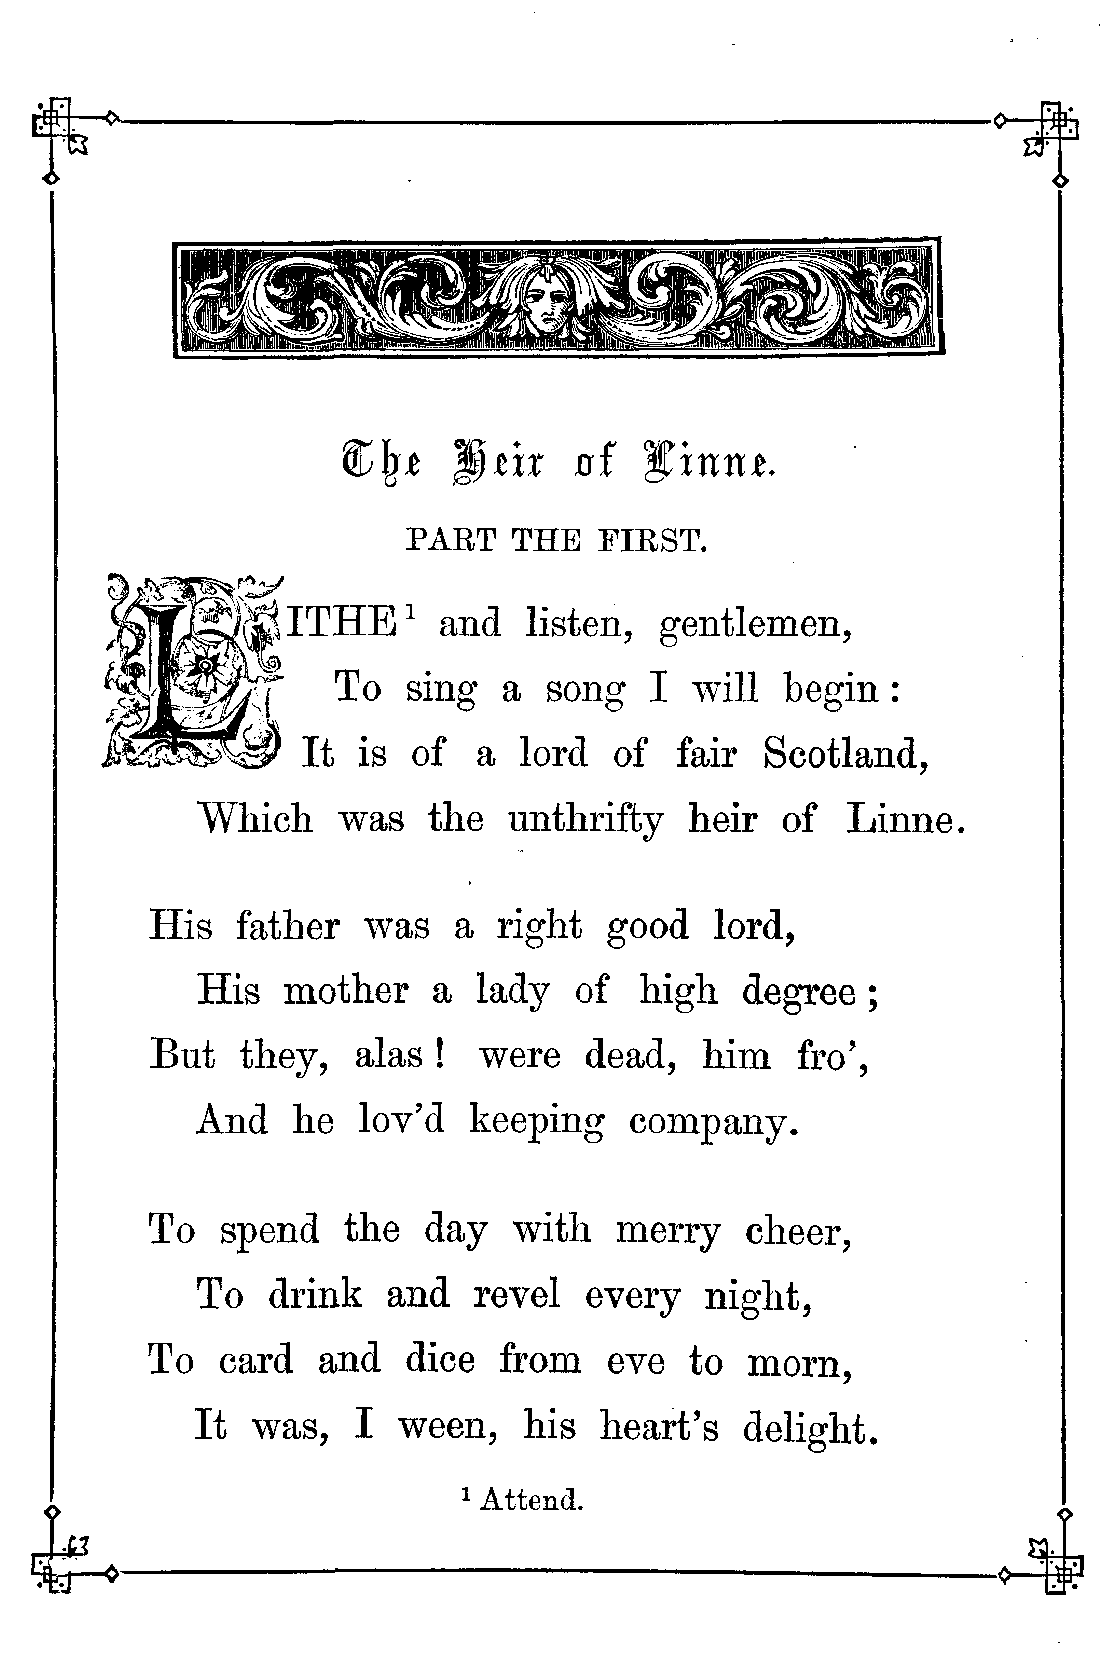 The Heir of Linne.
PART THE FIRST.
LITHE¹ and listen, gentlemen,
To sing a song I will begin :
It is of a lord of fair Scotland,
Which was the unthrifty heir of Linne.
His father was a right good lord,
His mother a lady of high degree ;
But they, alas ! were dead, him fro’,
And he lov’d keeping company.
To spend the day with merry cheer,
To drink and revel every night,
To card and dice from eve to morn,
It was, I ween, his heart’s delight.
¹ Attend.